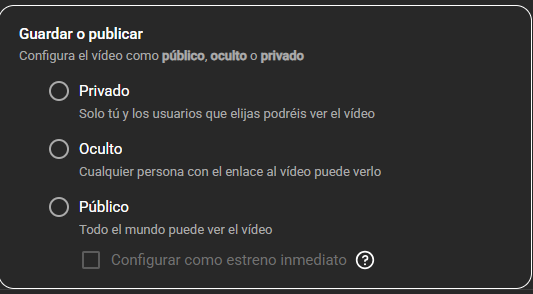 Guardar o publicar
Configura el vídeo como público, oculto o privado
Privado
Solo tú y los usuarios que elijas podréis ver el vídeo
Oculto
Cualquier persona con el enlace al vídeo puede verlo
Público
Todo el mundo puede ver el vídeo
Configurar como estreno inmediato ?